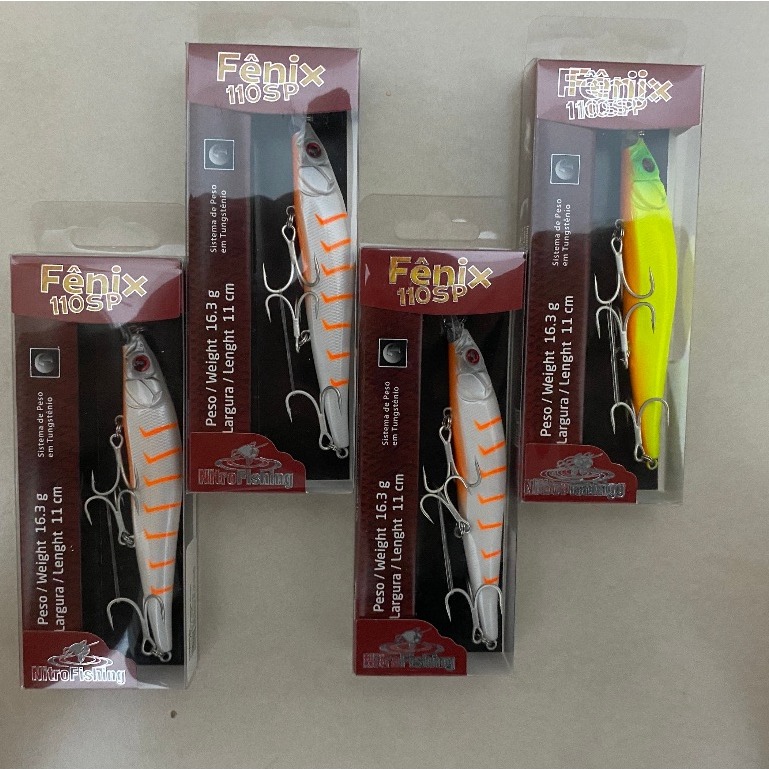 Fênix
110SP
Sistema de Peso
em Tungstênio
Peso / Weight 16.3 g
Largura / Lenght 11 cm
NitroFishing
Fênix
110SP
Sistema de Peso
em Tungstênio
Peso / Weight 16.3 g
Largura / Lenght 11 cm
NitroFishing
Fênix
110SP
Sistema de Peso
em Tungstênio
Peso / Weight 16.3 g
Largura / Lenght 11 cm
NitroFishing
Fênix
110SP
Sistema de Peso
em Tungstênio
Peso / Weight 16.3 g
Largura / Lenght 11 cm
NitroFishing